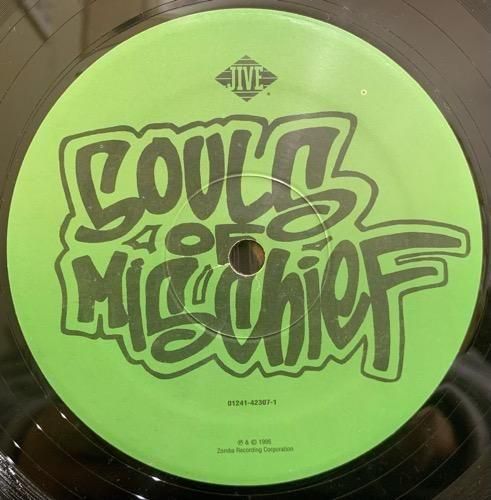 JIVE
SOULS
OF
MISCHIEF
01241-42307-1
℗ & © 1995
Zomba Recording Corporation